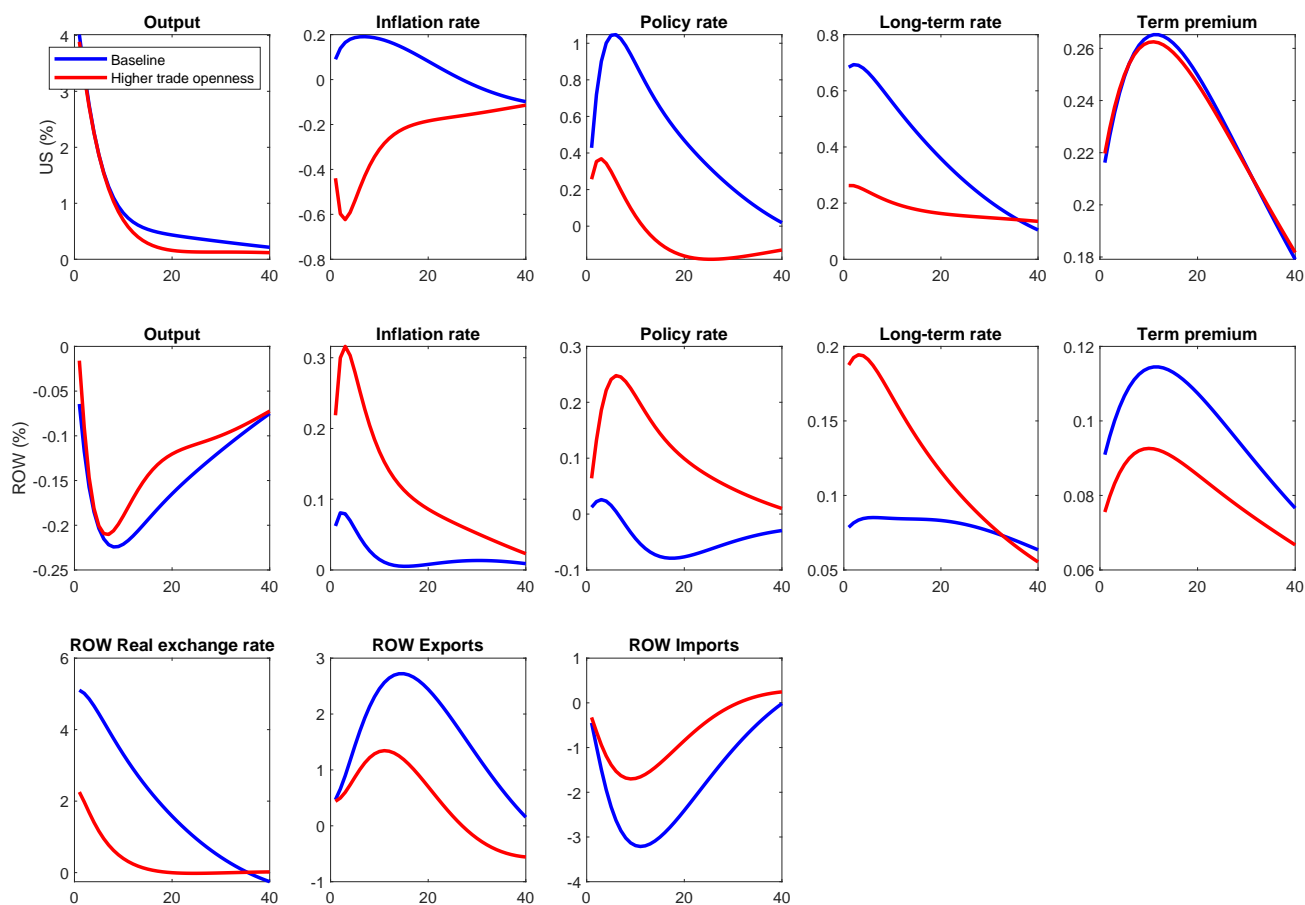 Output
Inflation rate
Policy rate
Long-term rate
Term premium
US (%)
Baseline
Higher trade openness
4
3
2
1
0
0 20 40
0.2
0
-0.2
-0.4
-0.6
-0.8
0 20 40
1
0.8
0.6
0.4
0.2
0
0 20 40
0.8
0.6
0.4
0.2
0
0 20 40
0.26
0.24
0.22
0.2
0.18
0 20 40
Output
Inflation rate
Policy rate
Long-term rate
Term premium
ROW (%)
0
-0.05
-0.1
-0.15
-0.2
-0.25
0 20 40
0.3
0.2
0.1
0
0 20 40
0.3
0.2
0.1
0
-0.1
0 20 40
0.2
0.15
0.1
0.05
0 20 40
0.12
0.1
0.08
0.06
0 20 40
ROW Real exchange rate
ROW Exports
ROW Imports
6
4
2
0
0 20 40
3
2
1
0
-1
0 20 40
1
0
-1
-2
-3
-4
0 20 40